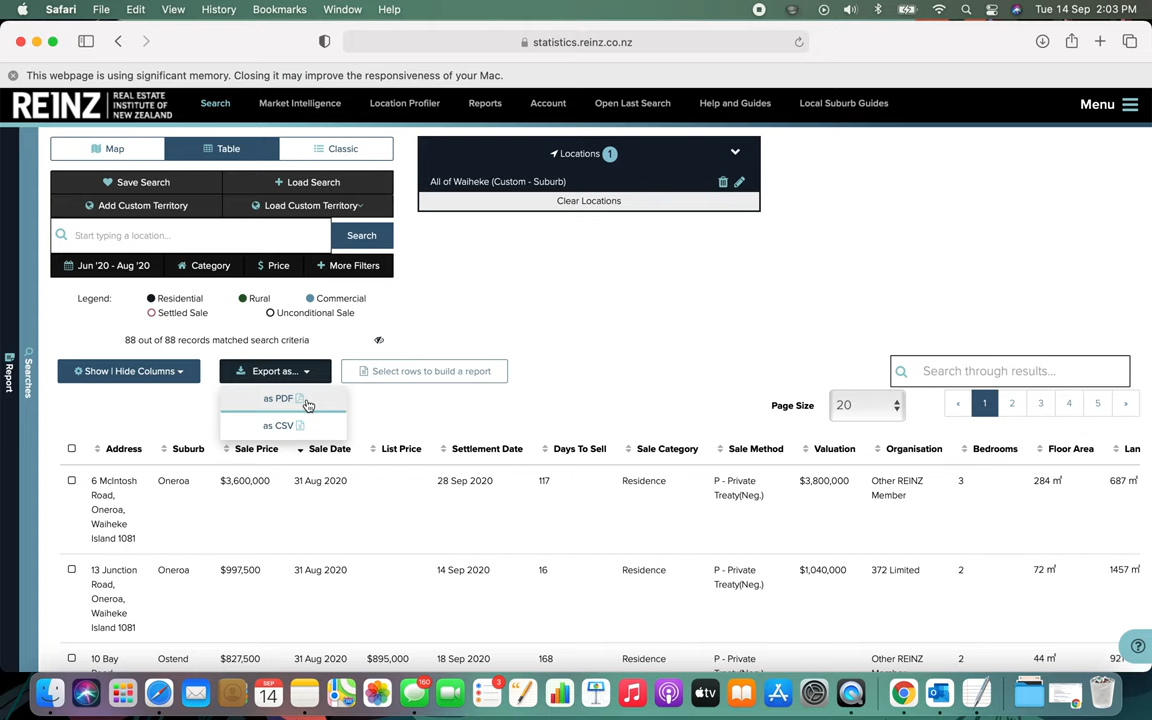 Safari File Edit View History Bookmarks Window Help Tue 14 Sep 2:03 PM
statistics.reinz.co.nz
This webpage is using significant memory. Closing it may improve the responsiveness of your Mac.
REINZ REAL ESTATE INSTITUTE OF NEW ZEALAND Search Market Intelligence Location Profiler Reports Account Open Last Search Help and Guides Local Suburb Guides Menu
Map Table Classic
Locations 1
Save Search Load Search
All of Waiheke (Custom - Suburb)
Add Custom Territory Load Custom Territory
Clear Locations
Start typing a location... Search
Jun '20 - Aug '20 Category $ Price + More Filters
Legend: Residential Rural Commercial
Settled Sale Unconditional Sale
88 out of 88 records matched search criteria
Report
Searches
Show | Hide Columns Export as... Select rows to build a report Search through results...
as PDF
as CSV
Page Size 20 « 1 2 3 4 5 »
Address Suburb Sale Price Sale Date List Price Settlement Date Days To Sell Sale Category Sale Method Valuation Organisation Bedrooms Floor Area Lan
6 McIntosh Oneroa $3,600,000 31 Aug 2020 28 Sep 2020 117 Residence P - Private $3,800,000 Other REINZ 3 284 ㎡ 687 ㎡
Road, Treaty(Neg.) Member
Oneroa,
Waiheke
Island 1081
13 Junction Oneroa $997,500 31 Aug 2020 14 Sep 2020 16 Residence P - Private $1,040,000 372 Limited 2 72 ㎡ 1457 ㎡
Road, Treaty(Neg.)
Oneroa,
Waiheke
Island 1081
10 Bay Ostend $827,500 31 Aug 2020 $895,000 18 Sep 2020 168 Residence P - Private Other REINZ 2 44 ㎡
SEP 14 160 3 tv